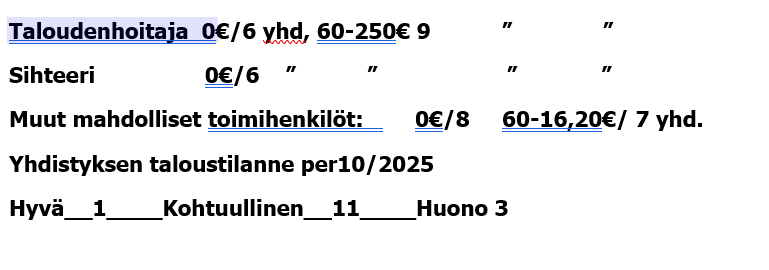 Taloudenhoitaja  0€/6 yhd, 60-250€ 9 ” ”
Sihteeri 0€/6 ” ” ” ”
Muut mahdolliset toimihenkilöt: 0€/8 60-16,20€/ 7 yhd.
Yhdistyksen taloustilanne per10/2025
Hyvä__1____Kohtuullinen__11____Huono 3